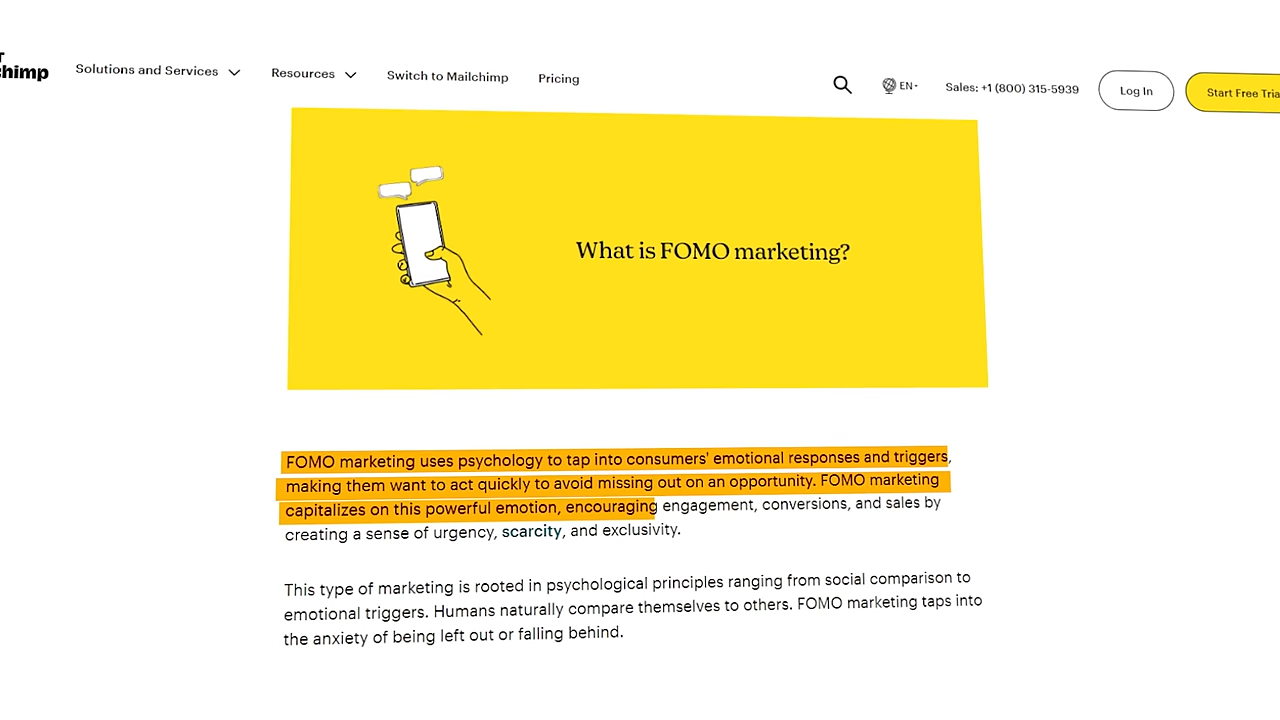 chimp
Solutions and Services
Resources
Switch to Mailchimp
Pricing
EN
Sales: +1 (800) 315-5939
Log In
Start Free
What is FOMO marketing?
FOMO marketing uses psychology to tap into consumers' emotional responses and triggers,
making them want to act quickly to avoid missing out on an opportunity. FOMO marketing
capitalizes on this powerful emotion, encouraging engagement, conversions, and sales by
creating a sense of urgency, scarcity, and exclusivity.
This type of marketing is rooted in psychological principles ranging from social comparison to
emotional triggers. Humans naturally compare themselves to others. FOMO marketing taps into
the anxiety of being left out or falling behind.